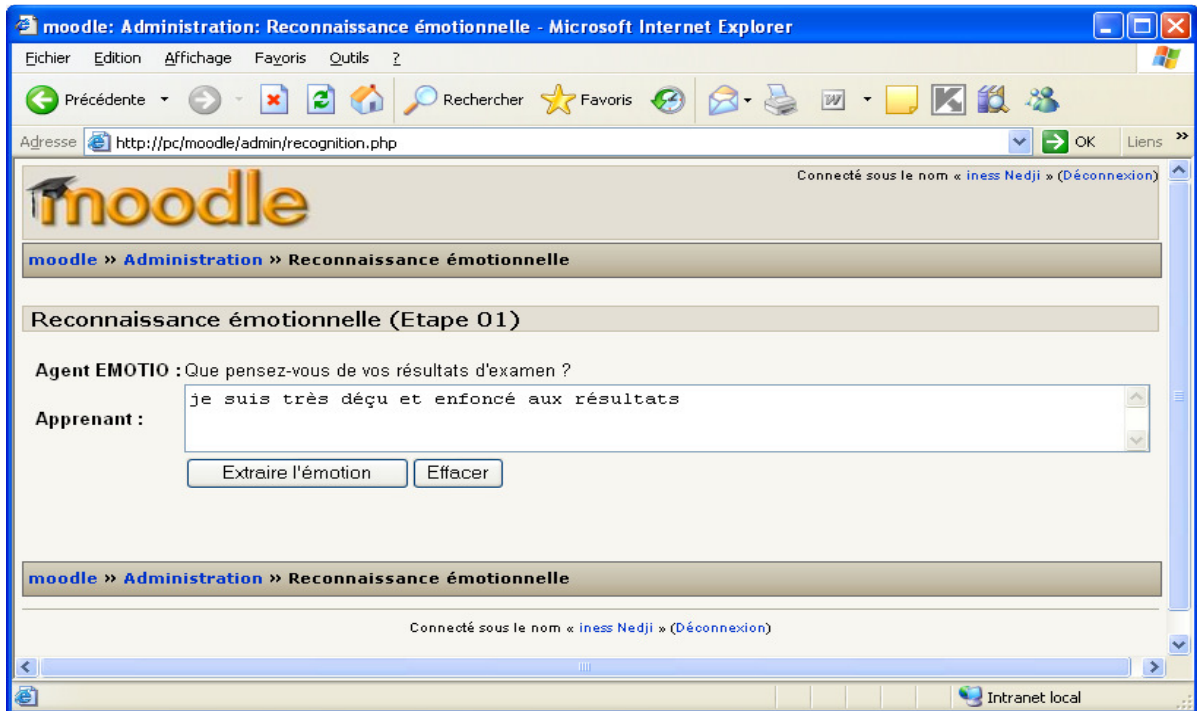 moodle: Administration: Reconnaissance émotionnelle - Microsoft Internet Explorer
Fichier Edition Affichage Favoris Outils ?
Précédente Rechercher Favoris
Adresse http://pc/moodle/admin/recognition.php OK Liens »
moodle Connecté sous le nom « iness Nedji » (Déconnexion)
moodle » Administration » Reconnaissance émotionnelle
Reconnaissance émotionnelle (Etape 01)
Agent EMOTIO : Que pensez-vous de vos résultats d'examen ?
Apprenant : je suis très déçu et enfoncé aux résultats
Extraire l'émotion Effacer
moodle » Administration » Reconnaissance émotionnelle
Connecté sous le nom « iness Nedji » (Déconnexion)
Intranet local